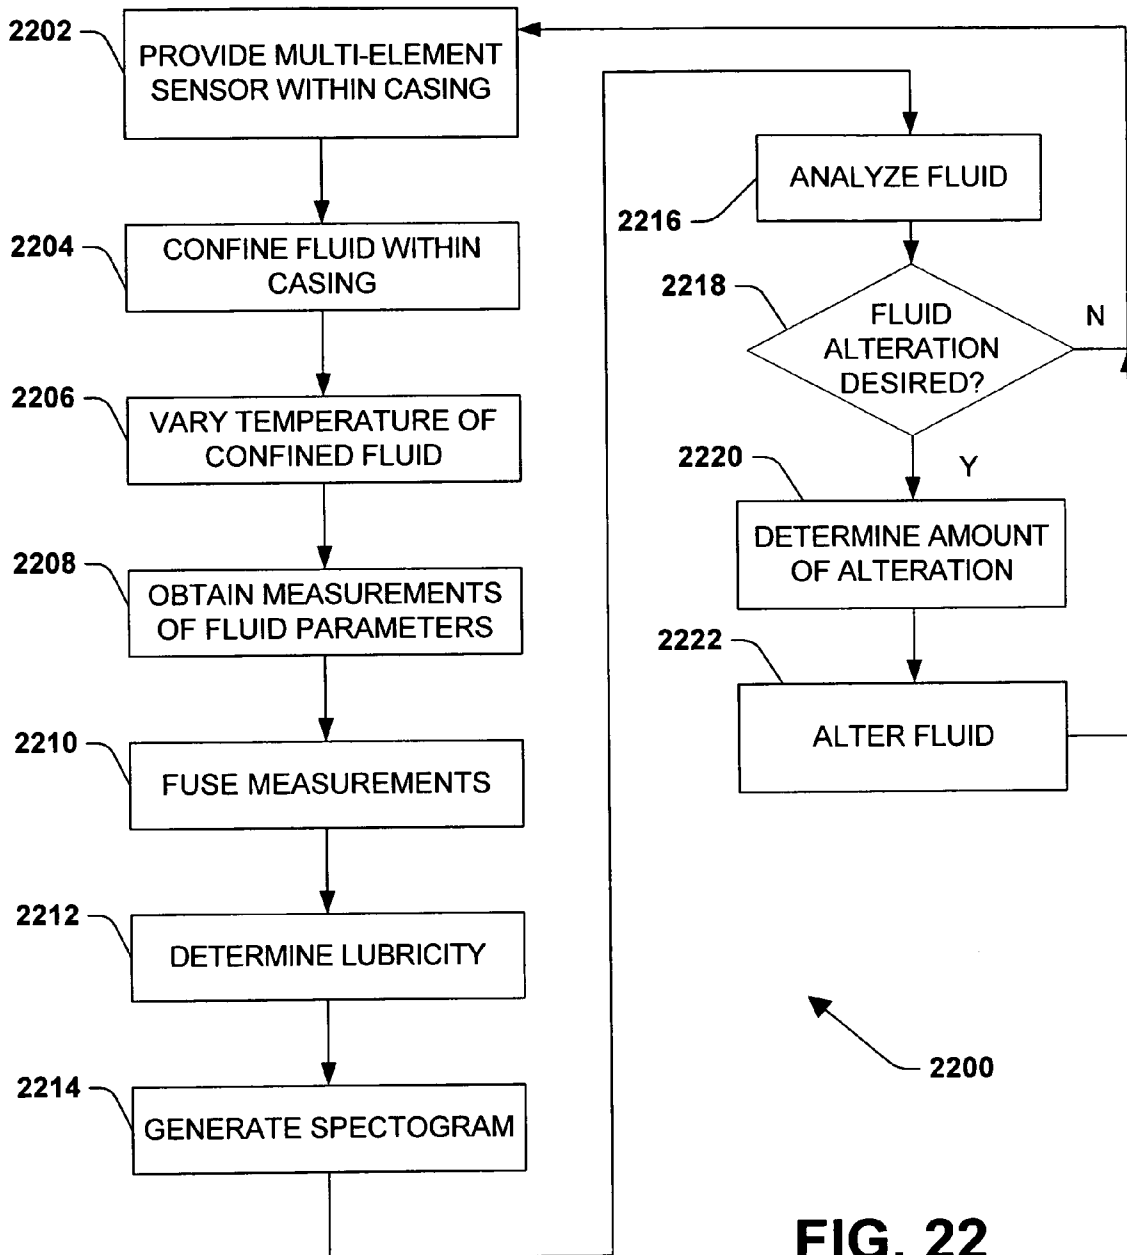 2202
PROVIDE MULTI-ELEMENT
SENSOR WITHIN CASING
2204
CONFINE FLUID WITHIN
CASING
2206
VARY TEMPERATURE OF
CONFINED FLUID
2208
OBTAIN MEASUREMENTS
OF FLUID PARAMETERS
2210
FUSE MEASUREMENTS
2212
DETERMINE LUBRICITY
2214
GENERATE SPECTOGRAM
ANALYZE FLUID
2216
2218
FLUID
ALTERATION
DESIRED?
N
Y
2220
DETERMINE AMOUNT
OF ALTERATION
2222
ALTER FLUID
2200
FIG. 22